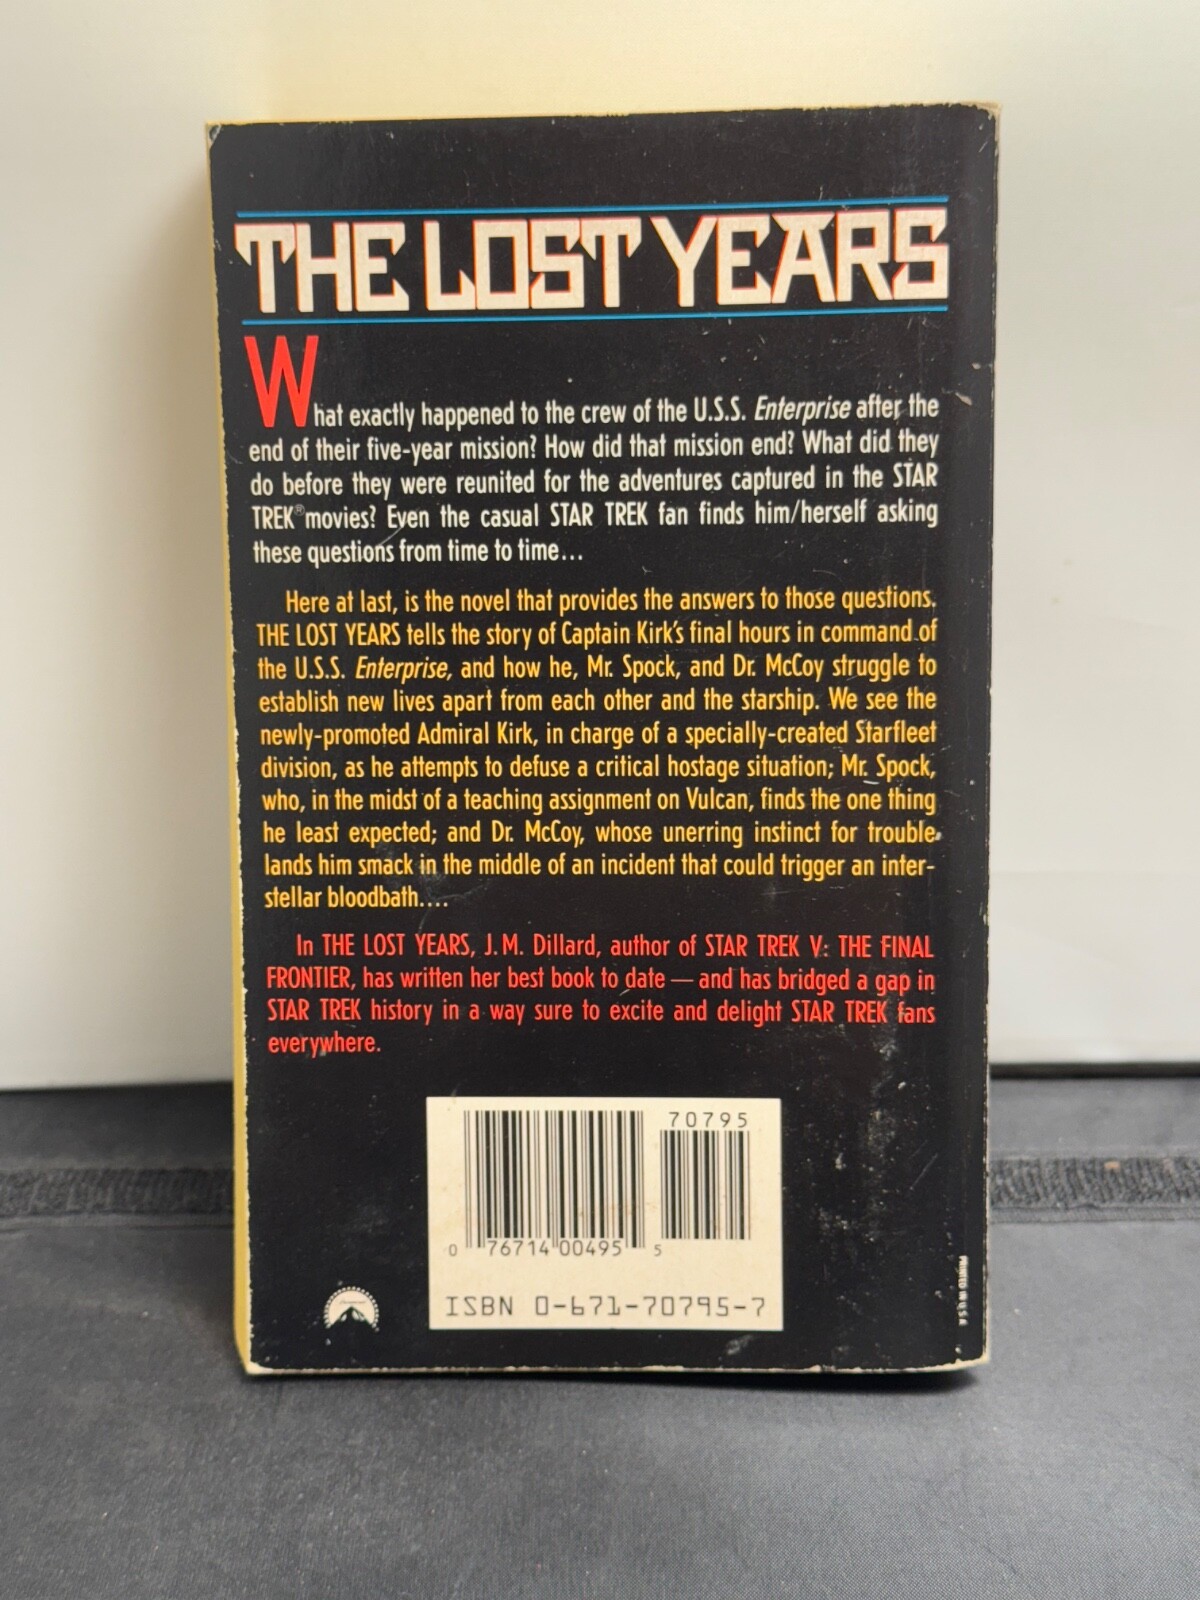 THE LOST YEARS
What exactly happened to the crew of the U.S.S. Enterprise after the
end of their five-year mission? How did that mission end? What did they
do before they were reunited for the adventures captured in the STAR
TREK® movies? Even the casual STAR TREK fan finds him/herself asking
these questions from time to time...
Here at last, is the novel that provides the answers to those questions.
THE LOST YEARS tells the story of Captain Kirk's final hours in command of
the U.S.S. Enterprise, and how he, Mr. Spock, and Dr. McCoy struggle to
establish new lives apart from each other and the starship. We see the
newly-promoted Admiral Kirk, in charge of a specially-created Starfleet
division, as he attempts to defuse a critical hostage situation; Mr. Spock,
who, in the midst of a teaching assignment on Vulcan, finds the one thing
he least expected; and Dr. McCoy, whose unerring instinct for trouble
lands him smack in the middle of an incident that could trigger an inter-
stellar bloodbath....
In THE LOST YEARS, J.M. Dillard, author of STAR TREK V: THE FINAL
FRONTIER, has written her best book to date — and has bridged a gap in
STAR TREK history in a way sure to excite and delight STAR TREK fans
everywhere.
70795
0 76714 00495 5
ISBN 0-671-70795-7
PRINTED IN U.S.A.